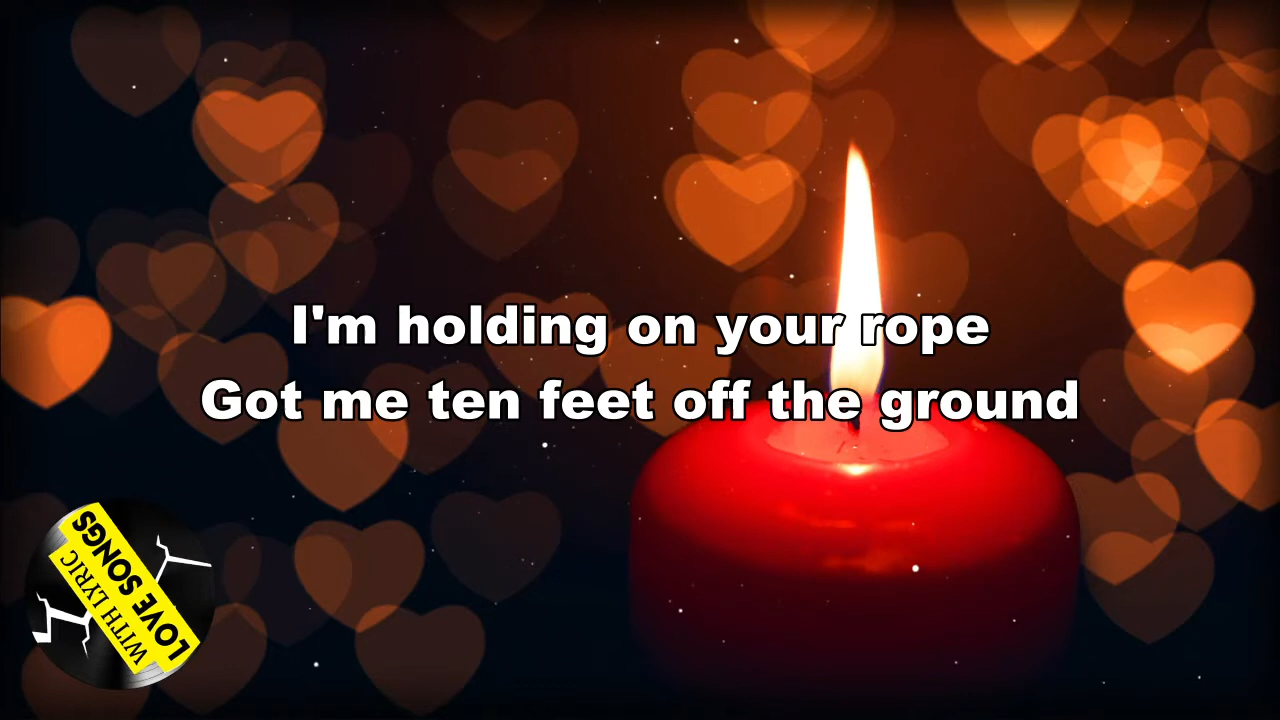 I'm holding on your rope
Got me ten feet off the ground
WITH LYRIC
LOVE SONGS